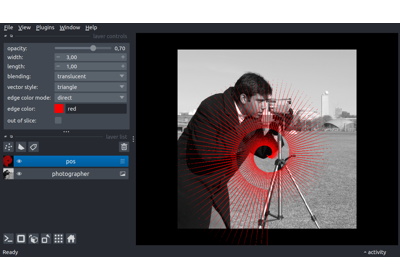 File View Plugins Window Help
layer controls
opacity: 0,70
width: 3,00
length: 1,00
blending: translucent
vector style: triangle
edge color mode: direct
edge color: red
out of slice:
layer list
pos
photographer
Ready
activity